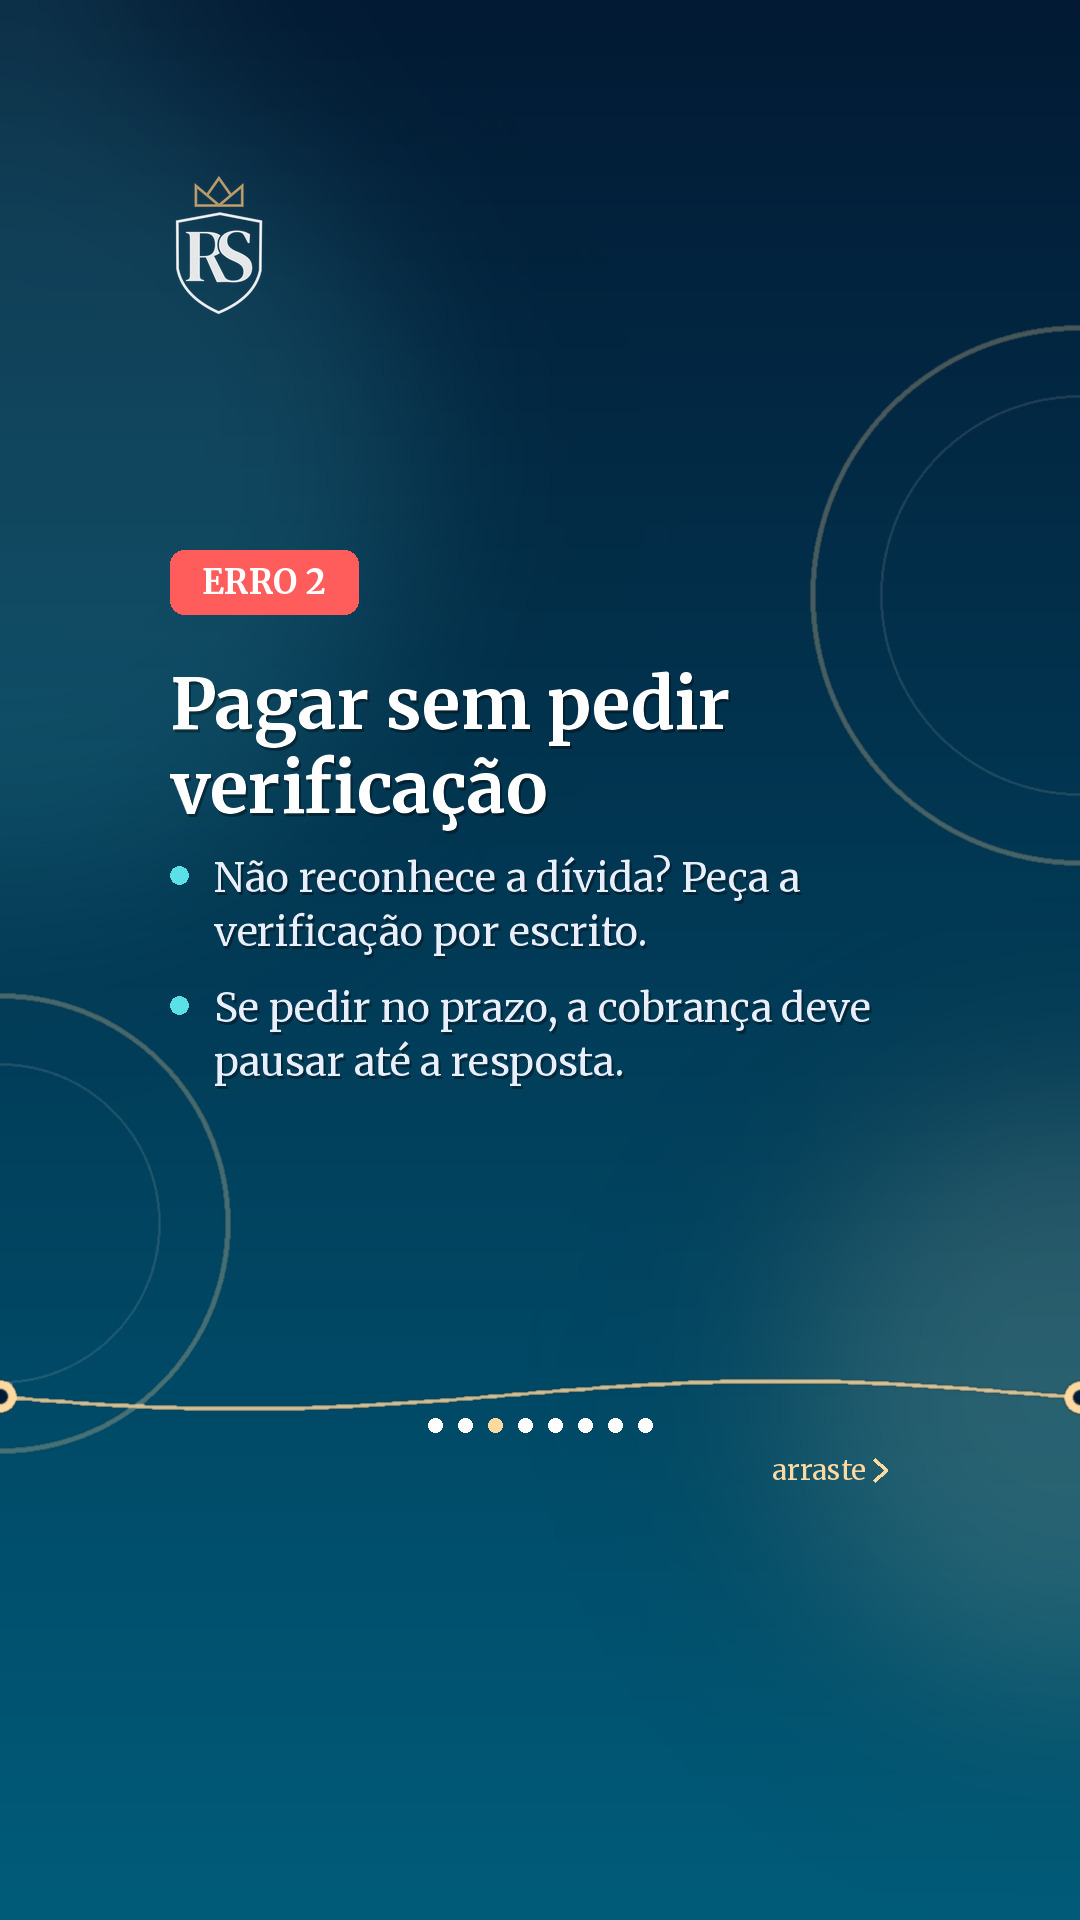 RS
ERRO 2
Pagar sem pedir
verificação
Não reconhece a dívida? Peça a
verificação por escrito.
Se pedir no prazo, a cobrança deve
pausar até a resposta.
arraste